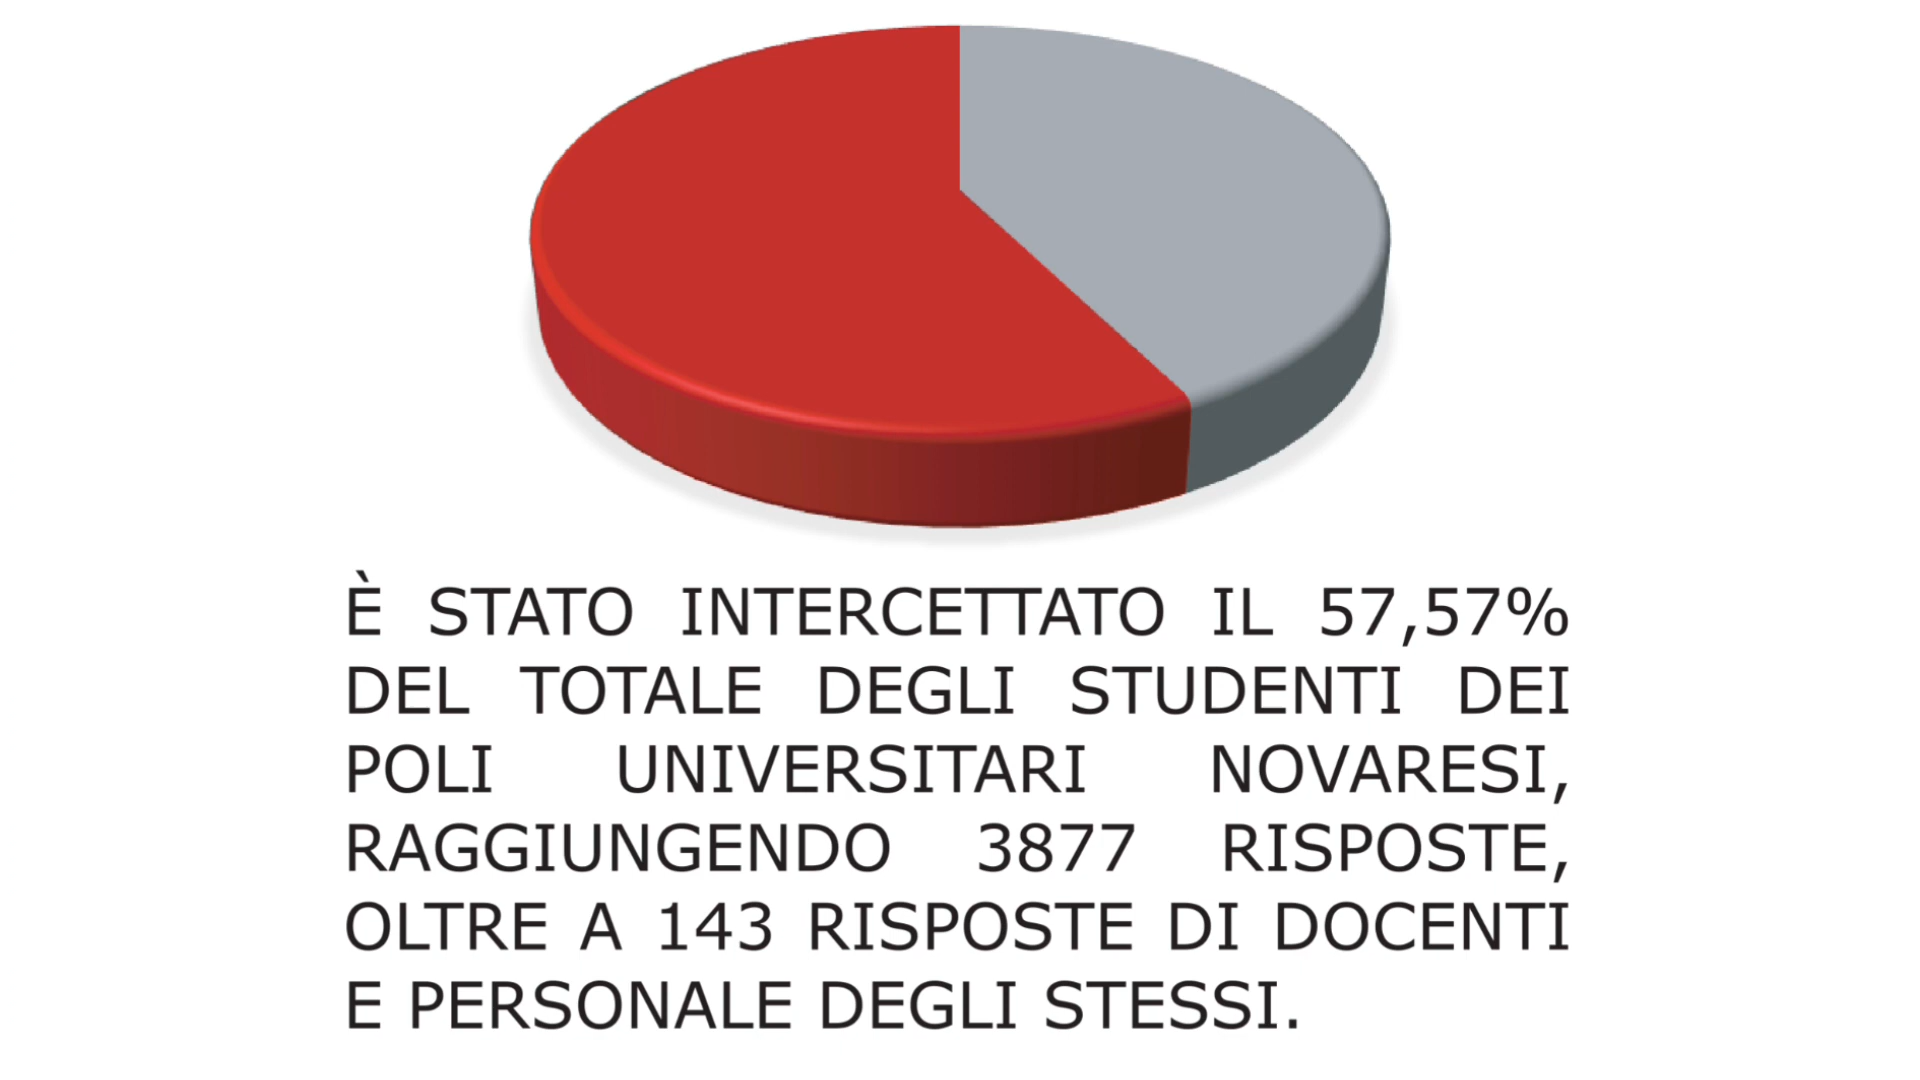 È STATO INTERCETTATO IL 57,57%
DEL TOTALE DEGLI STUDENTI DEI
POLI UNIVERSITARI NOVARESI,
RAGGIUNGENDO 3877 RISPOSTE,
OLTRE A 143 RISPOSTE DI DOCENTI
E PERSONALE DEGLI STESSI.